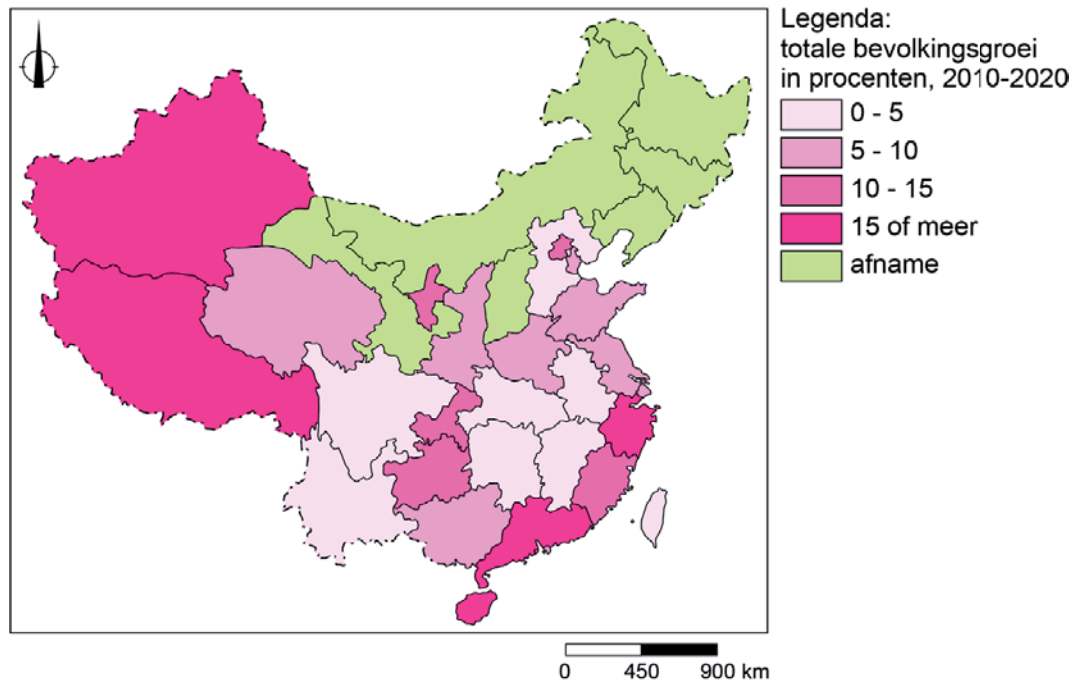 Legenda:
totale bevolkingsgroei
in procenten, 2010-2020
0 - 5
5 - 10
10 - 15
15 of meer
afname
0 450 900 km